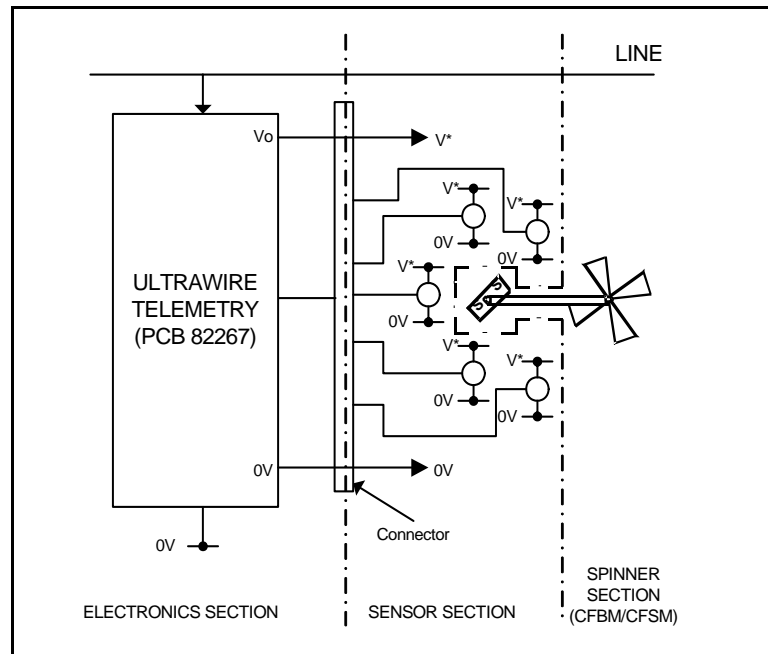 LINE
Vo
V*
V*
V*
0V
0V
V*
ULTRAWIRE
TELEMETRY
(PCB 82267)
S
S
0V
V*
V*
0V
0V
0V
0V
Connector
0V
ELECTRONICS SECTION
SENSOR SECTION
SPINNER
SECTION
(CFBM/CFSM)